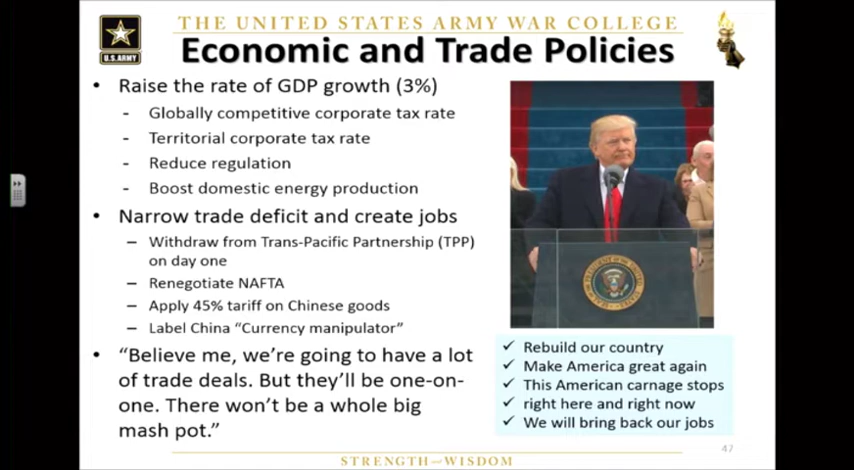 THE UNITED STATES ARMY WAR COLLEGE
U.S. ARMY
Economic and Trade Policies
• Raise the rate of GDP growth (3%)
- Globally competitive corporate tax rate
- Territorial corporate tax rate
- Reduce regulation
- Boost domestic energy production
• Narrow trade deficit and create jobs
– Withdraw from Trans-Pacific Partnership (TPP)
on day one
– Renegotiate NAFTA
– Apply 45% tariff on Chinese goods
– Label China “Currency manipulator”
• “Believe me, we’re going to have a lot
of trade deals. But they’ll be one-on-
one. There won’t be a whole big
mash pot.”
✓ Rebuild our country
✓ Make America great again
✓ This American carnage stops
✓ right here and right now
✓ We will bring back our jobs
47
STRENGTH—WISDOM